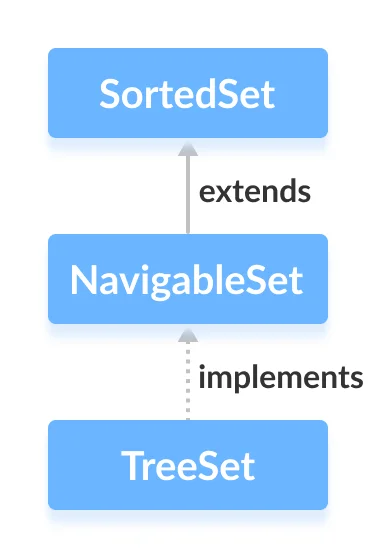 SortedSet
extends
NavigableSet
implements
TreeSet